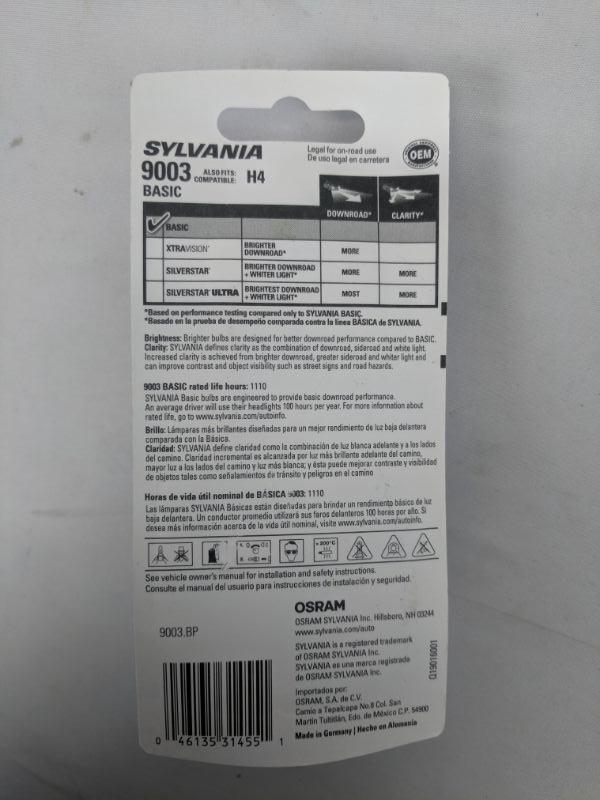 SYLVANIA
Legal for on-road use
De uso legal en carretera
OEM
9003 ALSO FITS: COMPATIBLE: H4
BASIC
DOWNROAD* CLARITY*
BASIC
XTRAVISION® BRIGHTER DOWNROAD* MORE
SILVERSTAR® BRIGHTER DOWNROAD + WHITER LIGHT* MORE MORE
SILVERSTAR® ULTRA BRIGHTEST DOWNROAD + WHITER LIGHT* MOST MORE
*Based on performance testing compared only to SYLVANIA BASIC.
*Basado en la prueba de desempeño comparada contra la línea BÁSICA de SYLVANIA.
Brightness: Brighter bulbs are designed for better downroad performance compared to BASIC.
Clarity: SYLVANIA defines clarity as the combination of downroad, sideroad and white light.
Increased clarity is achieved from brighter downroad, greater sideroad and whiter light and
can improve contrast and object visibility such as street signs and road hazards.
9003 BASIC rated life hours: 1110
SYLVANIA Basic bulbs are engineered to provide basic downroad performance.
An average driver will use their headlights 100 hours per year. For more information about
rated life, go to www.sylvania.com/autoinfo.
Brillo: Lámparas más brillantes diseñadas para un mejor rendimiento de luz baja delantera
comparada con la Básica.
Claridad: SYLVANIA define claridad como la combinación de luz blanca adelante y a los lados
del camino. Claridad incremental es alcanzada por luz más brillante adelante del camino,
mayor luz a los lados del camino y luz más blanca; y ésta puede mejorar contraste y visibilidad
de objetos tales como señalamientos de tránsito y peligros en el camino
Horas de vida útil nominal de BÁSICA 9003: 1110
Las lámparas SYLVANIA Básicas están diseñadas para brindar un rendimiento básico de luz
baja delantera. Un conductor promedio utilizará sus faros delanteros 100 horas por año. Si
desea más información acerca de la vida útil nominal, visite www.sylvania.com/autoinfo.
>200°C
See vehicle owner's manual for installation and safety instructions.
Consulte el manual del usuario para instrucciones de instalación y seguridad.
OSRAM
OSRAM SYLVANIA Inc. Hillsboro, NH 03244
www.sylvania.com/auto
9003.BP
SYLVANIA is a registered trademark
of OSRAM SYLVANIA Inc.
SYLVANIA es una marca registrada
de OSRAM SYLVANIA Inc.
Importados por:
OSRAM, S.A. de C.V.
Camio a Tepalcapa No.8 Col. San
Martin Tultitlán, Edo. de México C.P. 54900
Made in Germany | Hecho en Alemania
0 46135 31455 1
Q19016001